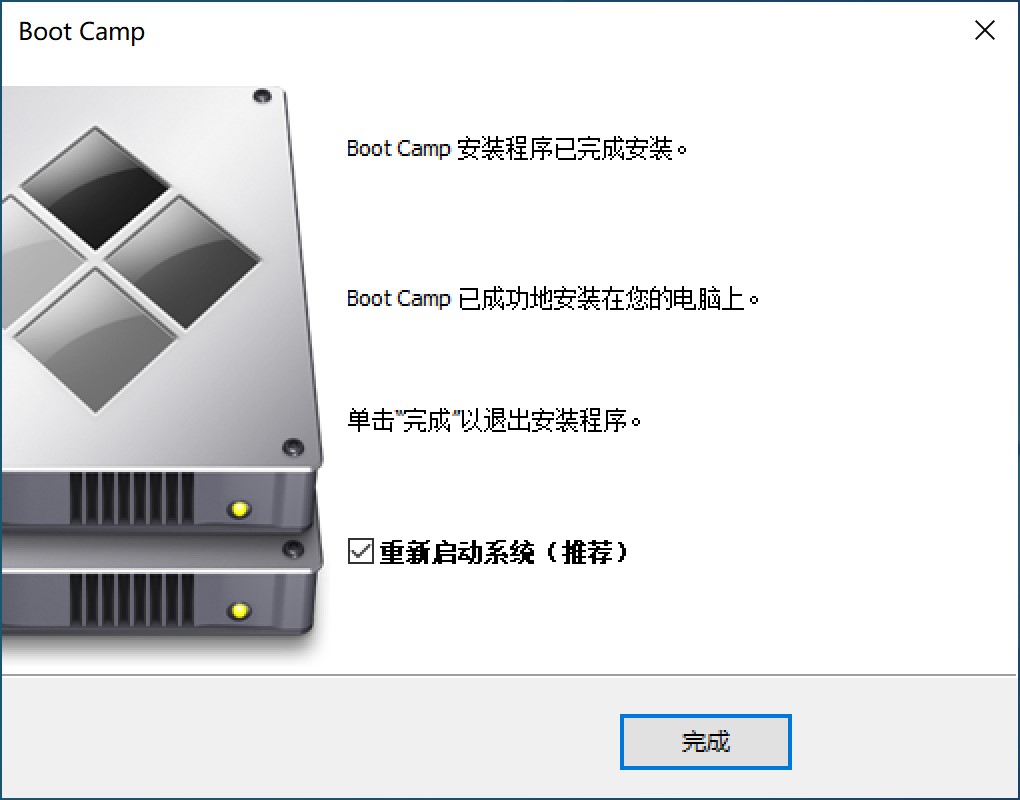 Boot Camp
Boot Camp 安装程序已完成安装。
Boot Camp 已成功地安装在您的电脑上。
单击"完成"以退出安装程序。
重新启动系统（推荐）
完成